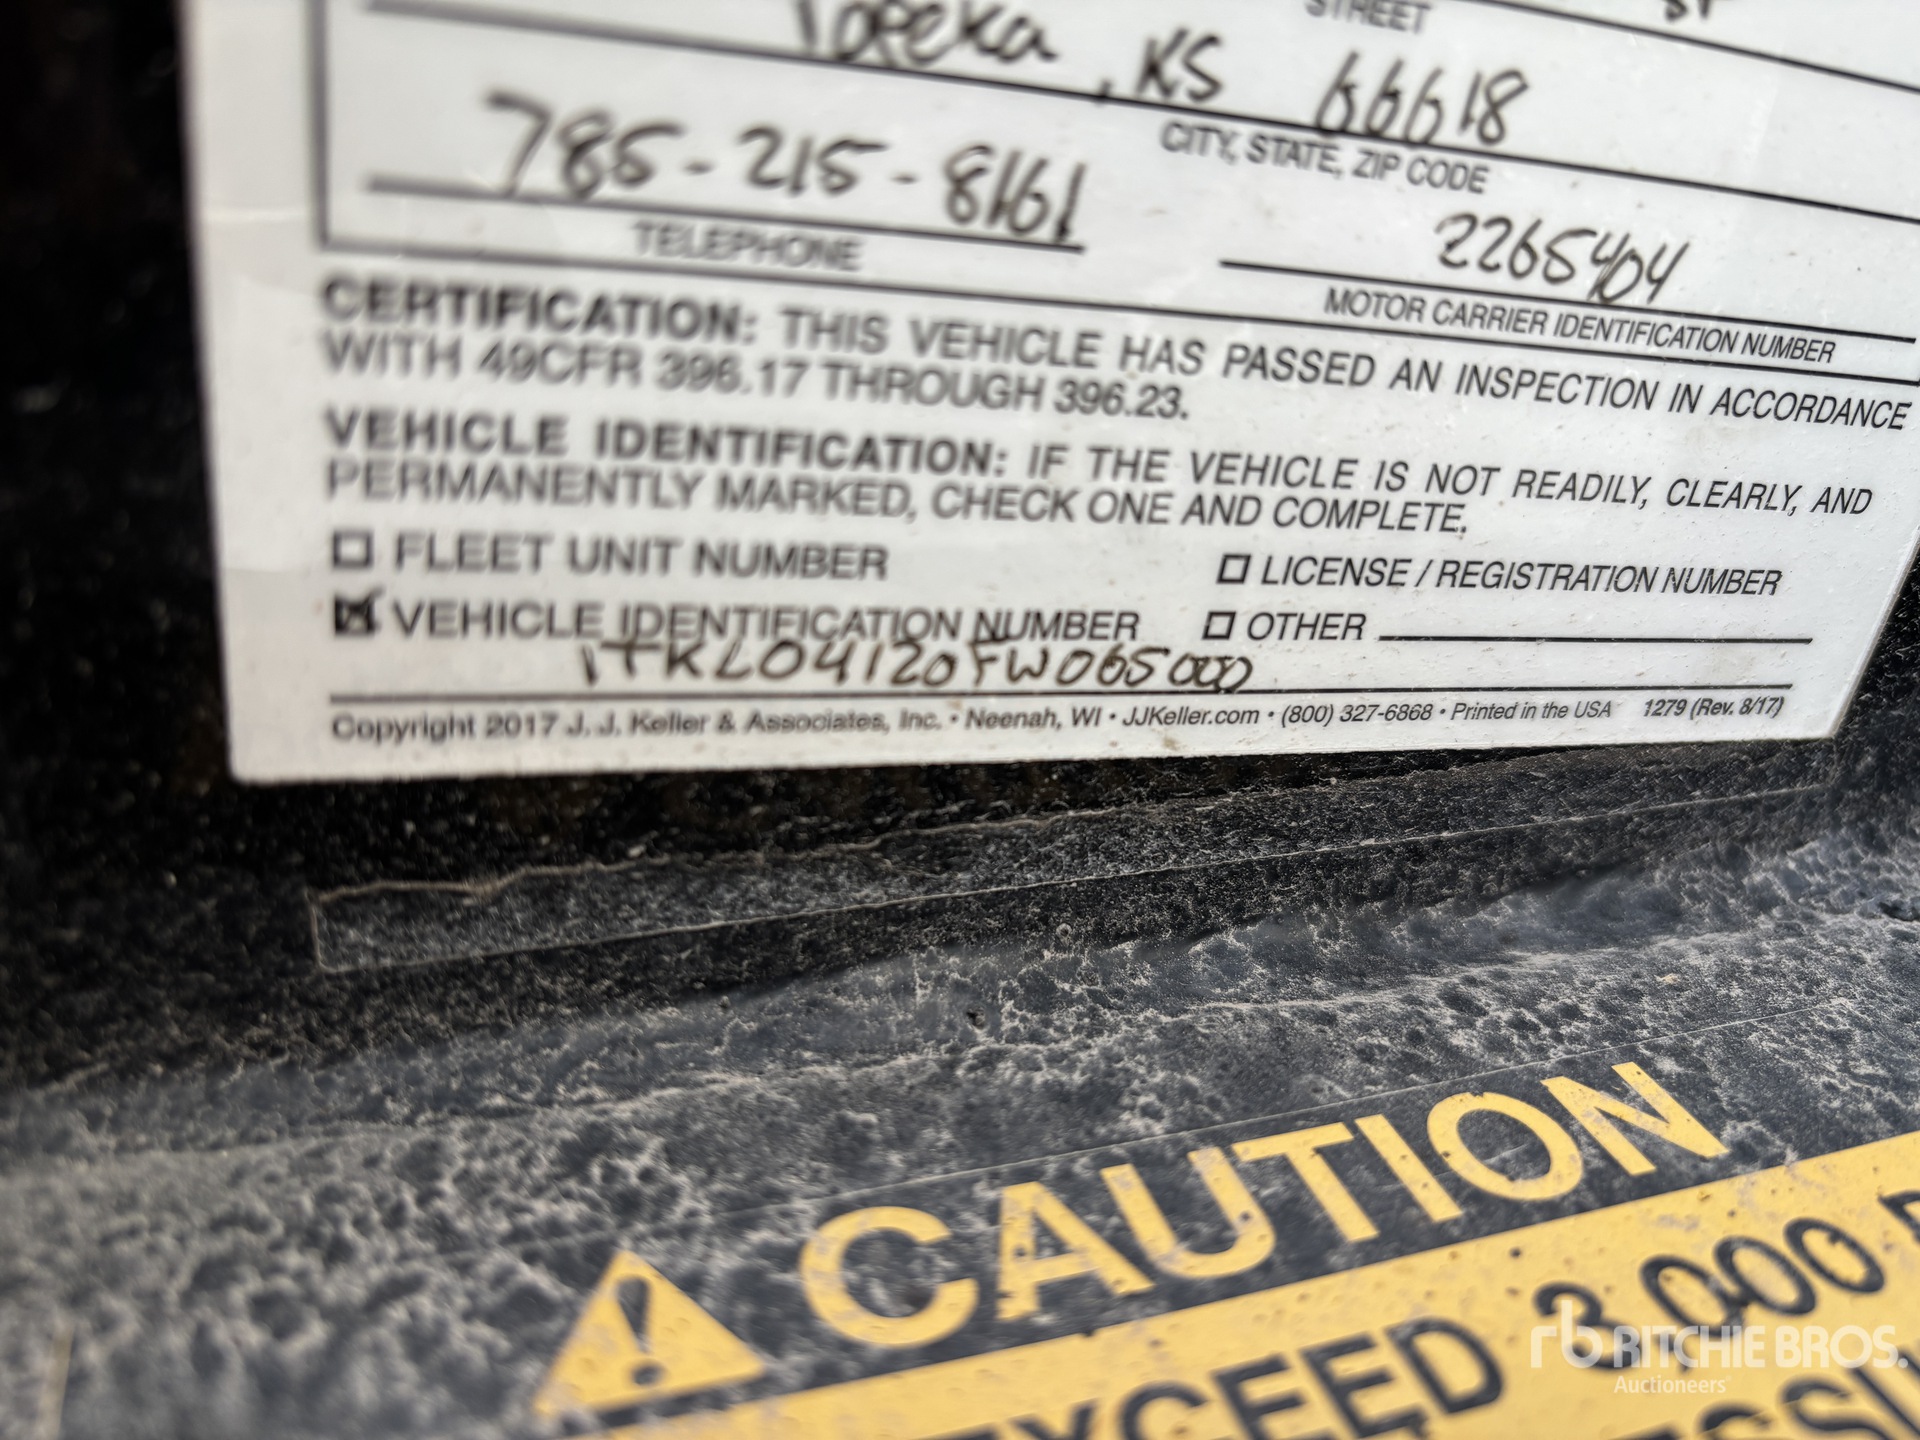 STREET
Topeka, KS 66618
CITY, STATE, ZIP CODE
785-215-8161
TELEPHONE
2265404
MOTOR CARRIER IDENTIFICATION NUMBER
CERTIFICATION: THIS VEHICLE HAS PASSED AN INSPECTION IN ACCORDANCE
WITH 49CFR 396.17 THROUGH 396.23.
VEHICLE IDENTIFICATION: IF THE VEHICLE IS NOT READILY, CLEARLY, AND
PERMANENTLY MARKED, CHECK ONE AND COMPLETE.
FLEET UNIT NUMBER
LICENSE / REGISTRATION NUMBER
VEHICLE IDENTIFICATION NUMBER
OTHER
1TKL04120FW065000
Copyright 2017 J. J. Keller & Associates, Inc. • Neenah, WI • JJKeller.com • (800) 327-6868 • Printed in the USA 1279 (Rev. 8/17)
CAUTION
EXCEED 3,000
rb RITCHIE BROS.
Auctioneers